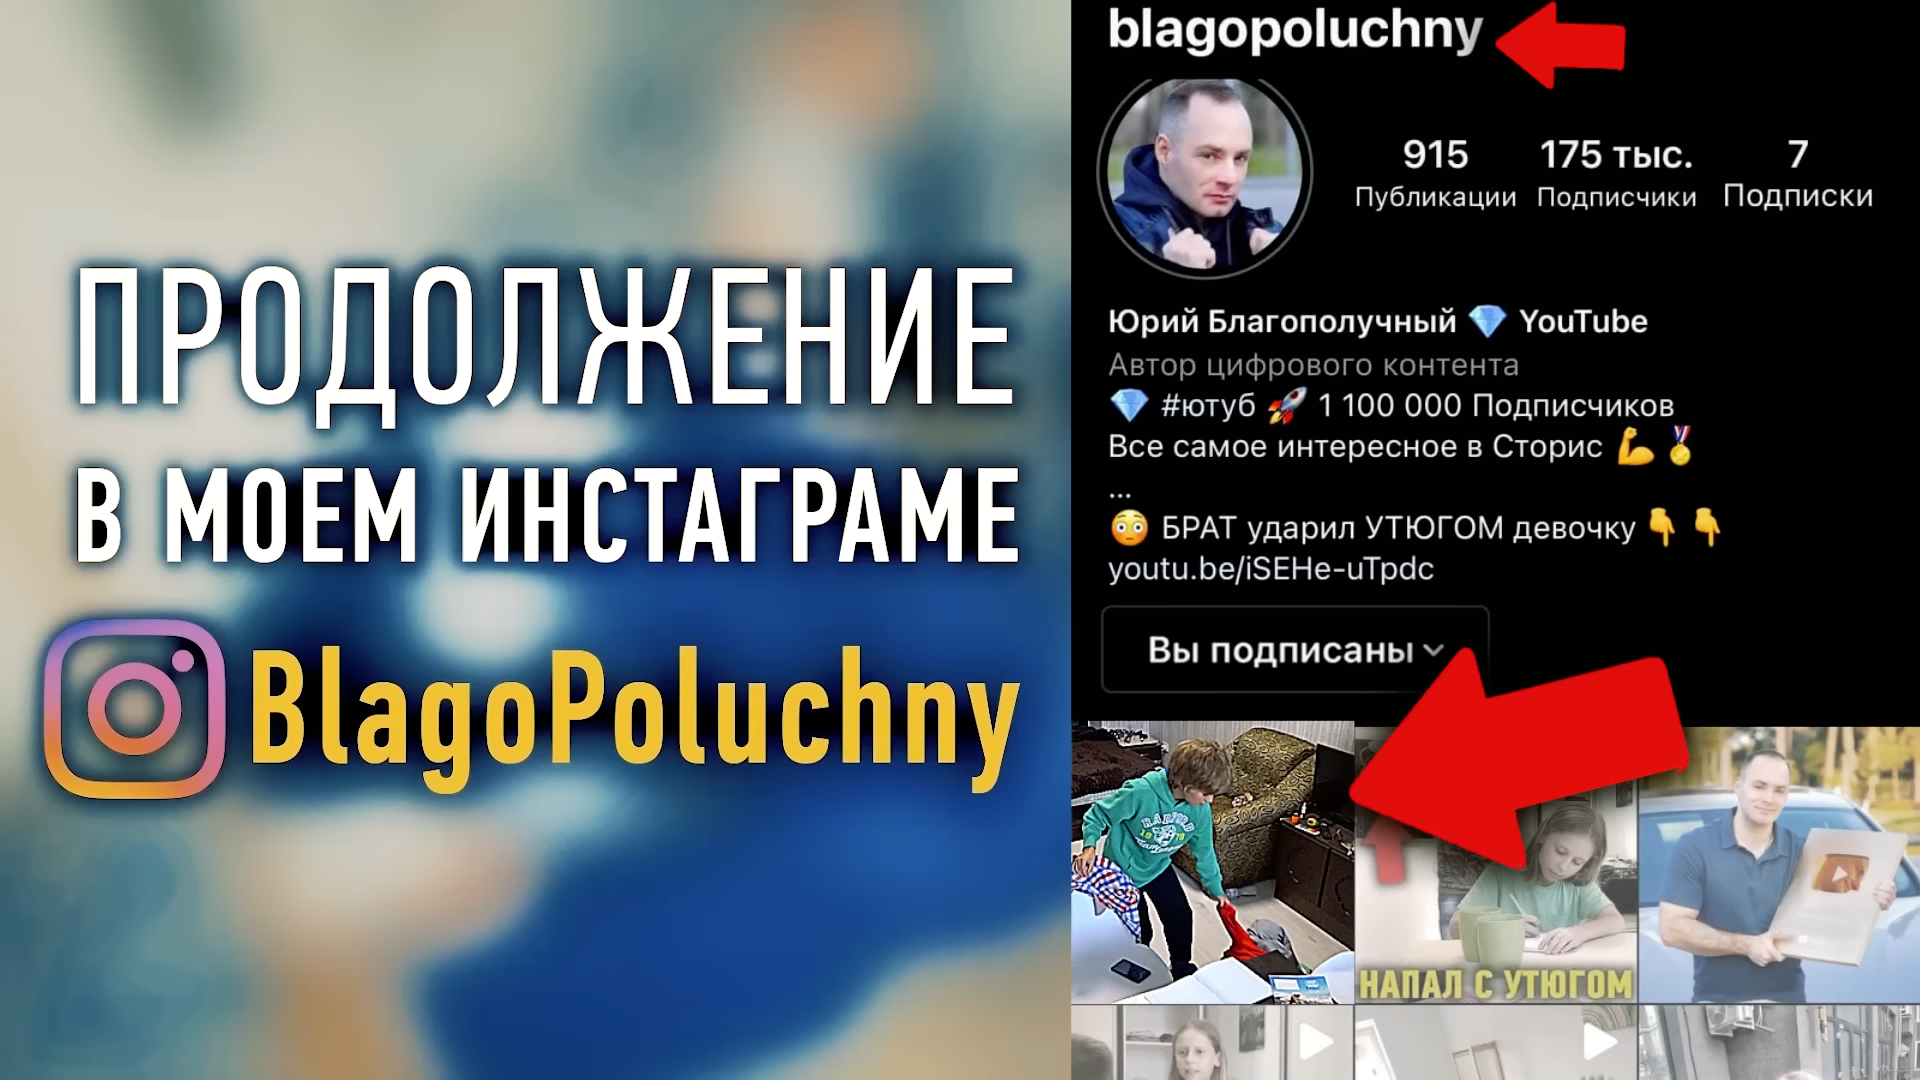 ПРОДОЛЖЕНИЕ
В МОЕМ ИНСТАГРАМЕ
BlagoPoluchny
blagopoluchny
915 175 тыс. 7
Публикации Подписчики Подписки
Юрий Благополучный 💎 YouTube
Автор цифрового контента
💎 #ютуб 🚀 1 100 000 Подписчиков
Все самое интересное в Сторис 💪🏅
...
😳 БРАТ ударил УТЮГОМ девочку 👇👇
youtu.be/iSEHe-uTpdc
Вы подписаны
НАПАЛ С УТЮГОМ